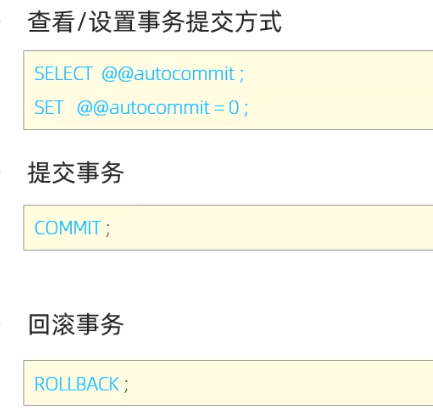 查看/设置事务提交方式
SELECT @@autocommit ;
SET @@autocommit = 0 ;
提交事务
COMMIT ;
回滚事务
ROLLBACK ;